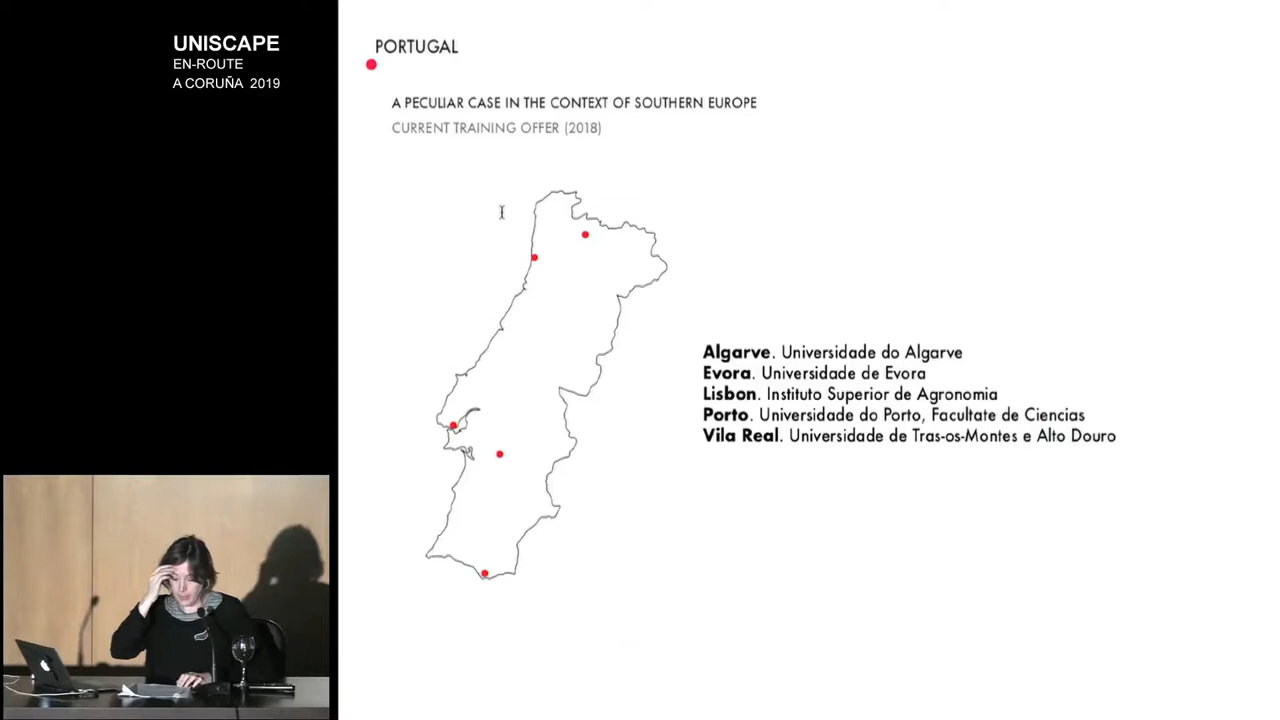 UNISCAPE
EN-ROUTE
A CORUÑA 2019
PORTUGAL
A PECULIAR CASE IN THE CONTEXT OF SOUTHERN EUROPE
CURRENT TRAINING OFFER (2018)
Algarve. Universidade do Algarve
Evora. Universidade de Evora
Lisbon. Instituto Superior de Agronomia
Porto. Universidade do Porto, Facultate de Ciencias
Vila Real. Universidade de Tras-os-Montes e Alto Douro